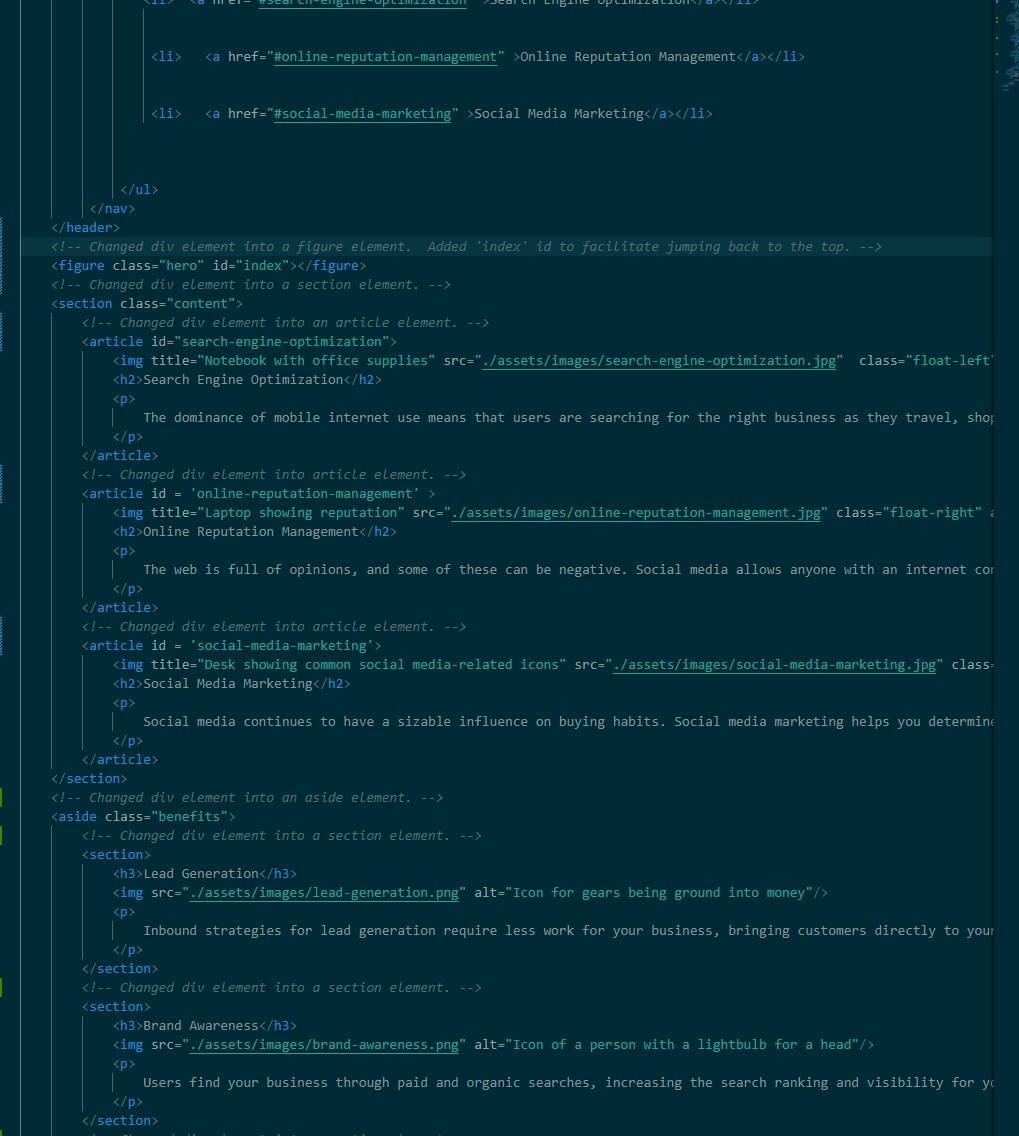 <li>  <a href="#search-engine-optimization" >Search Engine Optimization</a></li>
<li>   <a href="#online-reputation-management" >Online Reputation Management</a></li>
<li>   <a href="#social-media-marketing" >Social Media Marketing</a></li>
</ul>
</nav>
</header>
<!-- Changed div element into a figure element.  Added 'index' id to facilitate jumping back to the top. -->
<figure class="hero" id="index"></figure>
<!-- Changed div element into a section element. -->
<section class="content">
<!-- Changed div element into an article element. -->
<article id="search-engine-optimization">
<img title="Notebook with office supplies" src="./assets/images/search-engine-optimization.jpg"  class="float-left"
<h2>Search Engine Optimization</h2>
<p>
The dominance of mobile internet use means that users are searching for the right business as they travel,
</p>
</article>
<!-- Changed div element into article element. -->
<article id = 'online-reputation-management' >
<img title="Laptop showing reputation" src="./assets/images/online-reputation-management.jpg" class="float-right"
<h2>Online Reputation Management</h2>
<p>
The web is full of opinions, and some of these can be negative. Social media allows anyone with an internet
</p>
</article>
<!-- Changed div element into article element. -->
<article id = 'social-media-marketing'>
<img title="Desk showing common social media-related icons" src="./assets/images/social-media-marketing.jpg" class=
<h2>Social Media Marketing</h2>
<p>
Social media continues to have a sizable influence on buying habits. Social media marketing helps you determine
</p>
</article>
</section>
<!-- Changed div element into an aside element. -->
<aside class="benefits">
<!-- Changed div element into a section element. -->
<section>
<h3>Lead Generation</h3>
<img src="./assets/images/lead-generation.png" alt="Icon for gears being ground into money"/>
<p>
Inbound strategies for lead generation require less work for your business, bringing customers directly to your
</p>
</section>
<!-- Changed div element into a section element. -->
<section>
<h3>Brand Awareness</h3>
<img src="./assets/images/brand-awareness.png" alt="Icon of a person with a lightbulb for a head"/>
<p>
Users find your business through paid and organic searches, increasing the search ranking and visibility for
</p>
</section>